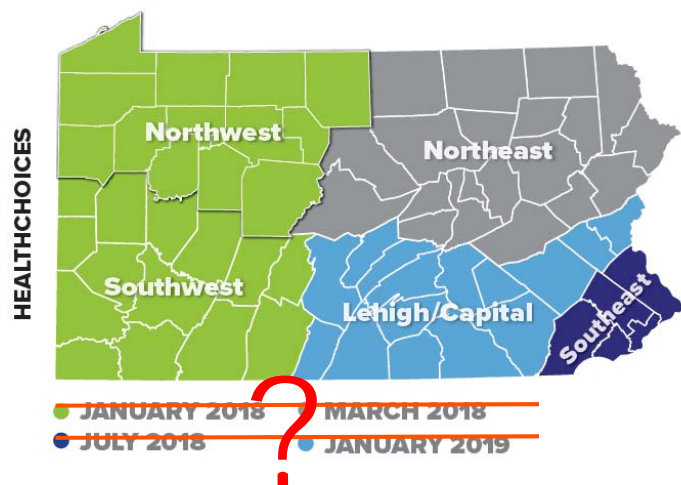 HEALTHCHOICES
Northwest
Northeast
Southwest
Lehigh/Capital
Southeast
?
JANUARY 2018 MARCH 2018
JULY 2018 JANUARY 2019